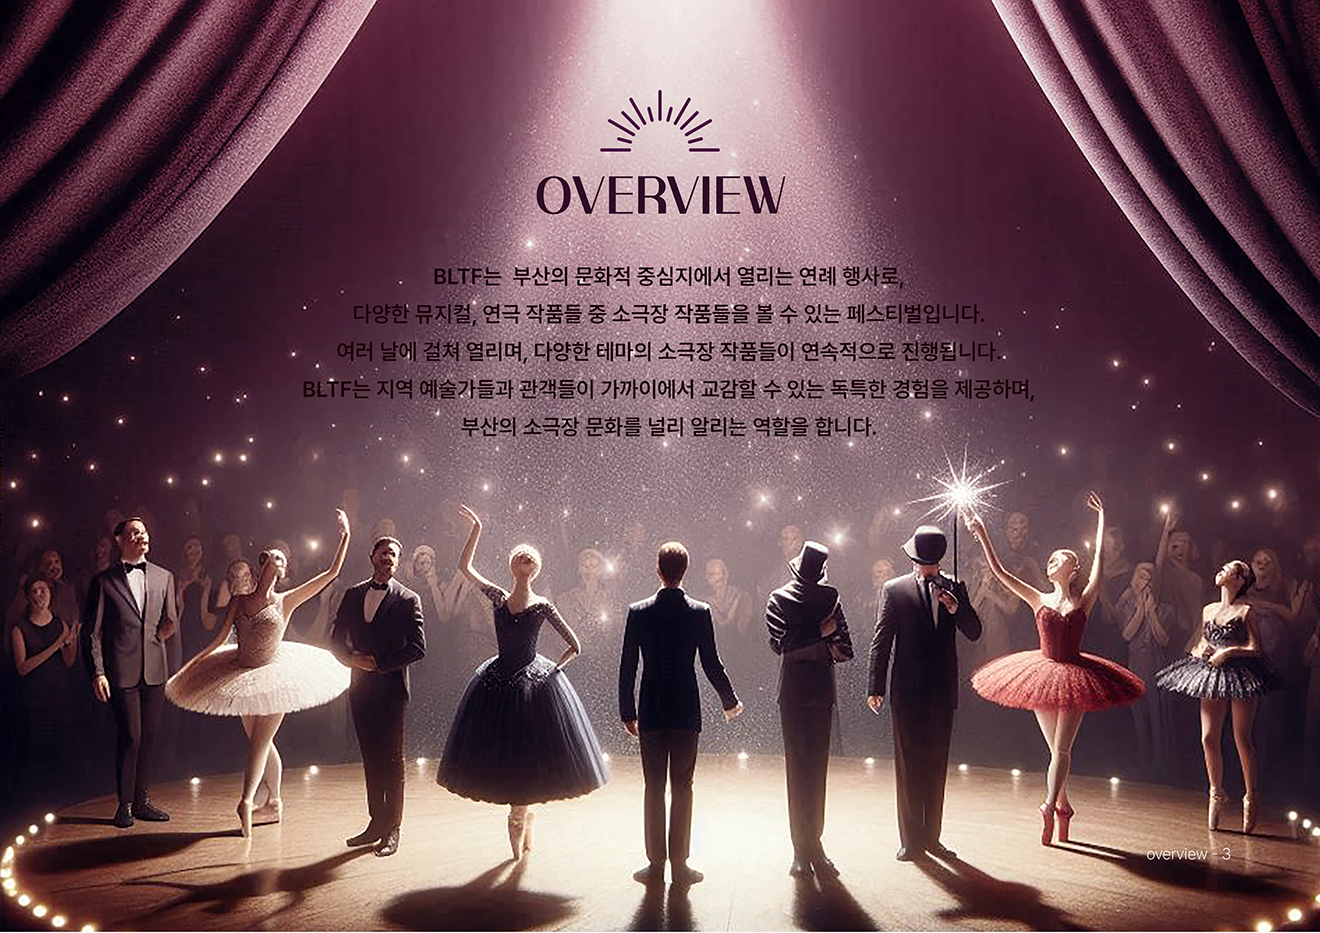 OVERVIEW
BLTF는 부산의 문화적 중심지에서 열리는 연례 행사로,
다양한 뮤지컬, 연극 작품들 중 소극장 작품들을 볼 수 있는 페스티벌입니다.
여러 날에 걸쳐 열리며, 다양한 테마의 소극장 작품들이 연속적으로 진행됩니다.
BLTF는 지역 예술가들과 관객들이 가까이에서 교감할 수 있는 독특한 경험을 제공하며,
부산의 소극장 문화를 널리 알리는 역할을 합니다.
overview - 3